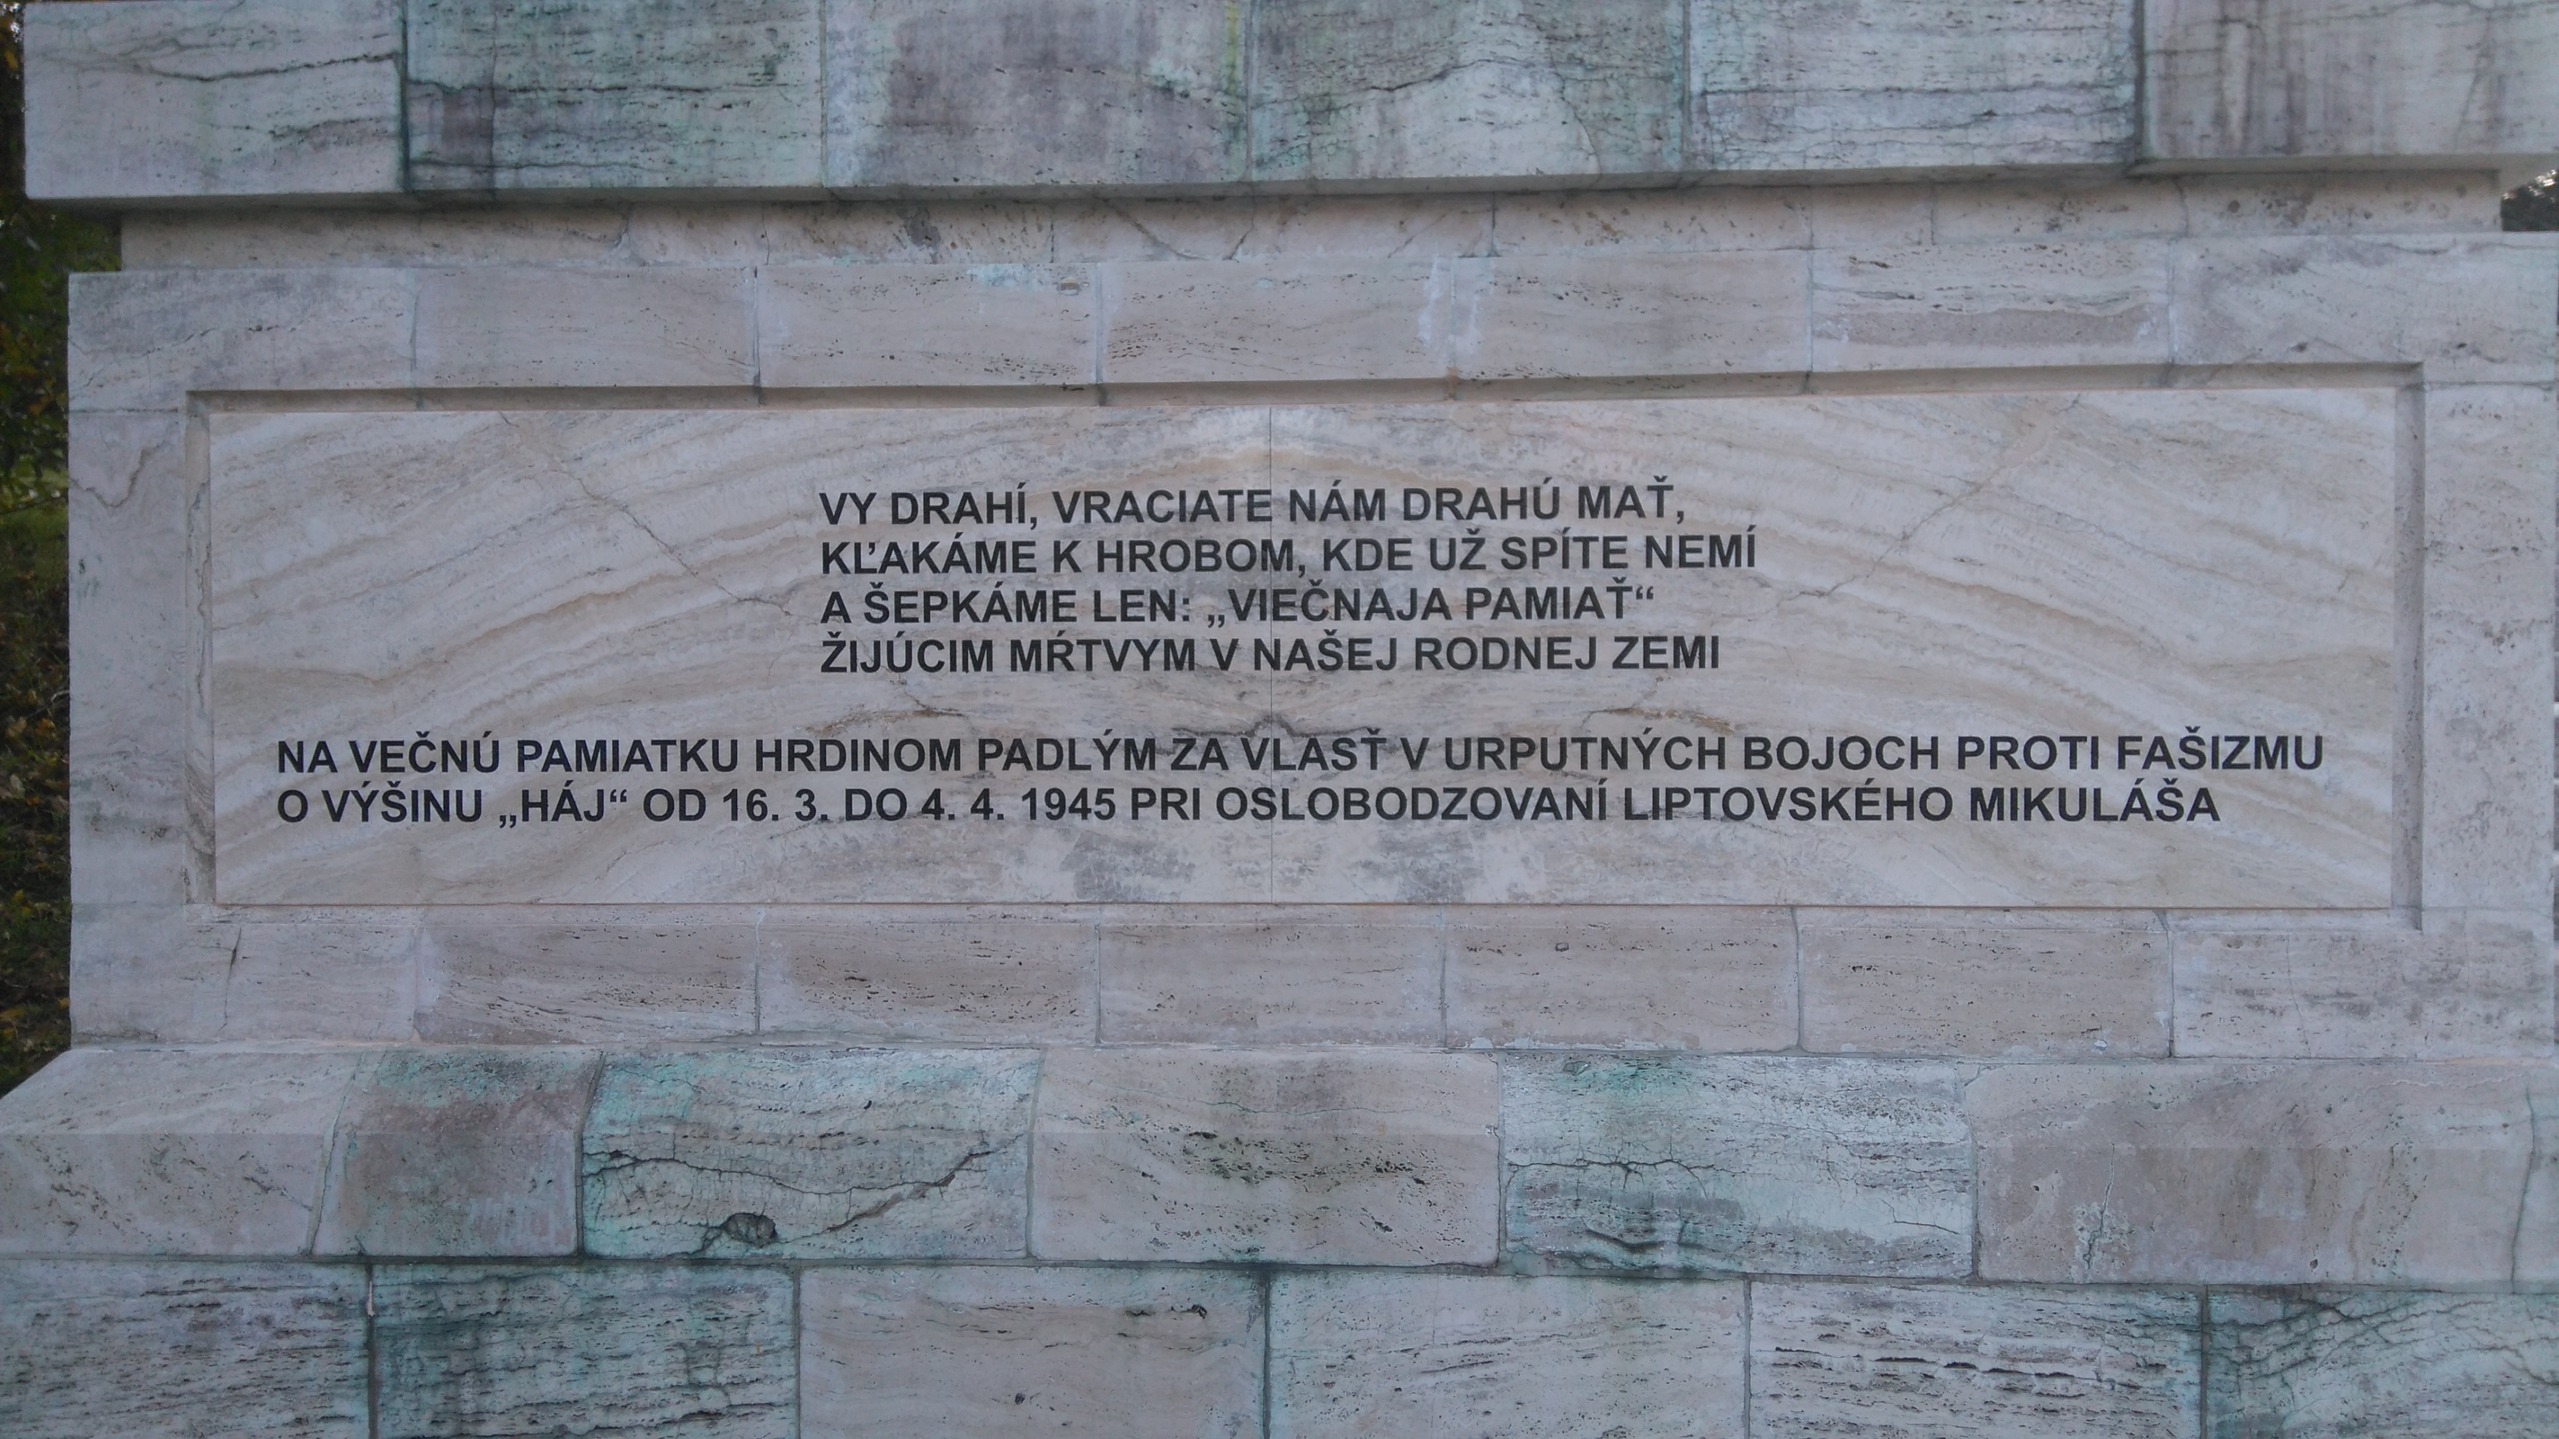 VY DRAHÍ, VRACIATE NÁM DRAHÚ MAŤ,
KĽAKÁME K HROBOM, KDE UŽ SPÍTE NEMÍ
A ŠEPKÁME LEN: „VIEČNAJA PAMIAŤ“
ŽIJÚCIM MŔTVYM V NAŠEJ RODNEJ ZEMI
NA VEČNÚ PAMIATKU HRDINOM PADLÝM ZA VLASŤ V URPUTNÝCH BOJOCH PROTI FAŠIZMU
O VÝŠINU „HÁJ“ OD 16. 3. DO 4. 4. 1945 PRI OSLOBODZOVANÍ LIPTOVSKÉHO MIKULÁŠA